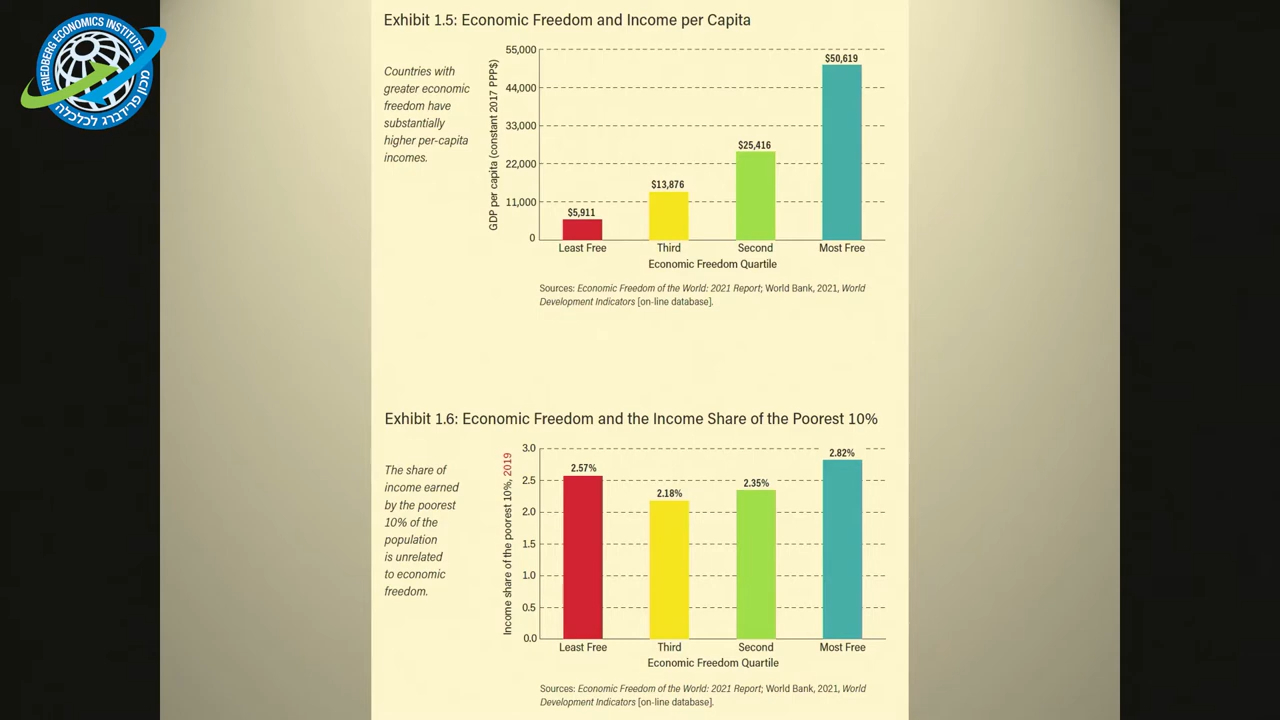 FRIEDBERG ECONOMICS INSTITUTE
מכון פרידברג לכלכלה
Exhibit 1.5: Economic Freedom and Income per Capita
Countries with
greater economic
freedom have
substantially
higher per-capita
incomes.
GDP per capita (constant 2017 PPP$)
55,000
44,000
33,000
22,000
11,000
0
$5,911
$13,876
$25,416
$50,619
Least Free
Third
Second
Most Free
Economic Freedom Quartile
Sources: Economic Freedom of the World: 2021 Report; World Bank, 2021, World
Development Indicators [on-line database].
Exhibit 1.6: Economic Freedom and the Income Share of the Poorest 10%
The share of
income earned
by the poorest
10% of the
population
is unrelated
to economic
freedom.
Income share of the poorest 10%, 2019
3.0
2.5
2.0
1.5
1.0
0.5
0.0
2.57%
2.18%
2.35%
2.82%
Least Free
Third
Second
Most Free
Economic Freedom Quartile
Sources: Economic Freedom of the World: 2021 Report; World Bank, 2021, World
Development Indicators [on-line database].